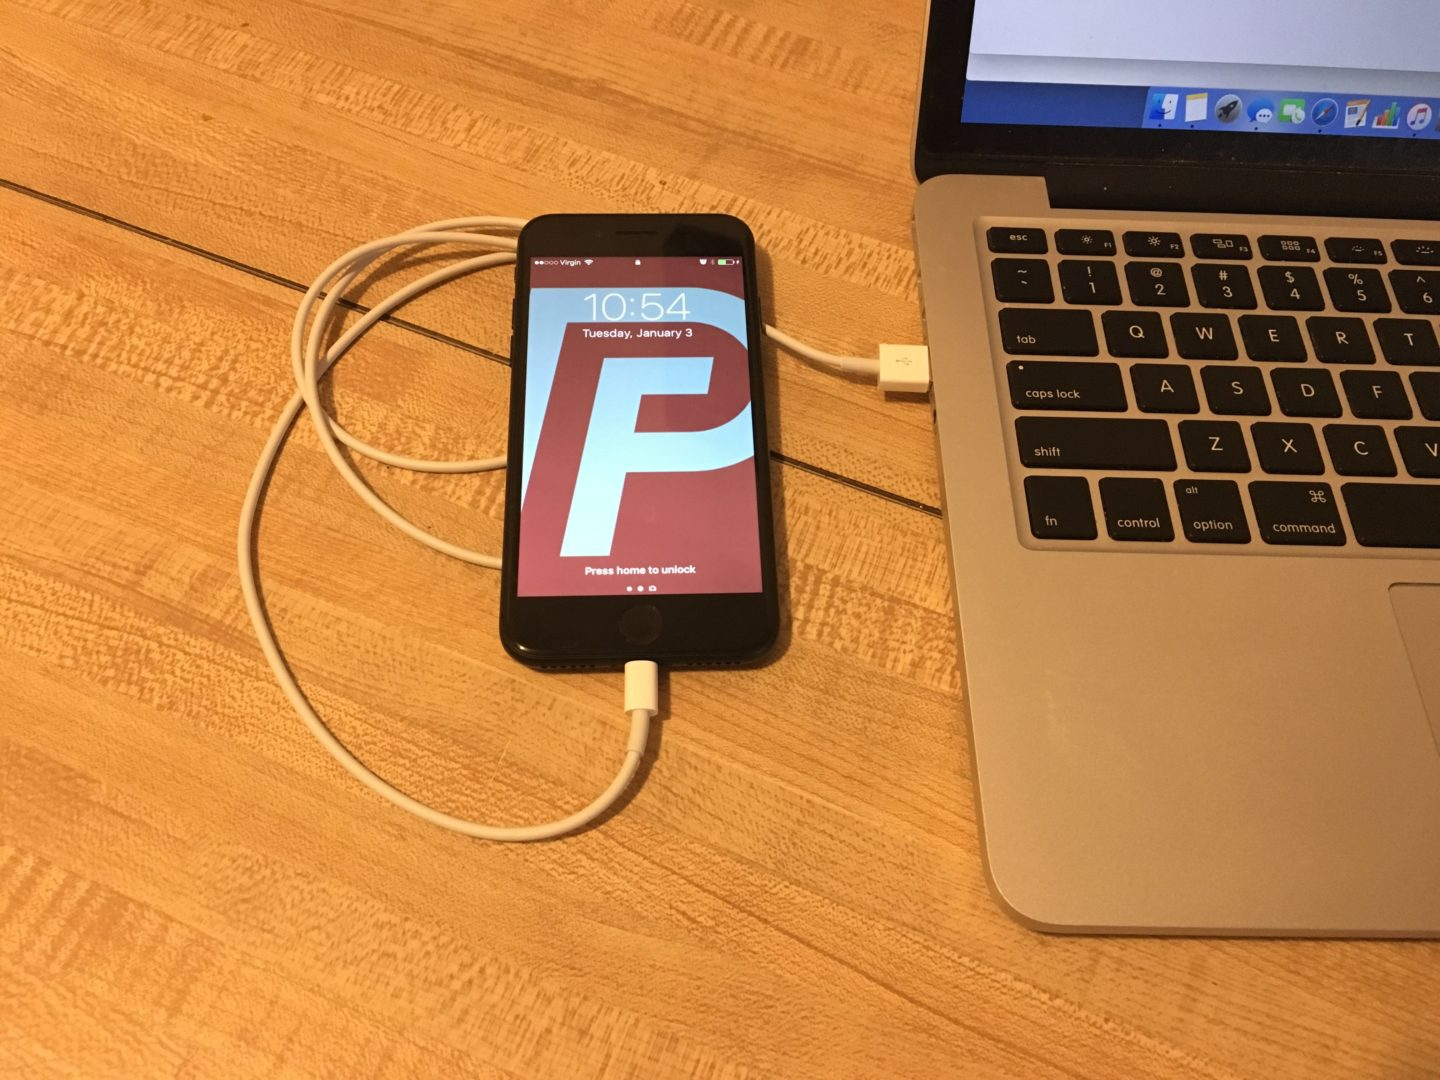 Virgin
10:54
Tuesday, January 3
P
Press home to unlock
esc
F1
F2
F3
F4
F5
~
`
!
1
@
2
#
3
$
4
%
5
^
6
tab
Q
W
E
R
T
caps lock
A
S
D
F
shift
Z
X
C
V
fn
control
alt
option
⌘
command